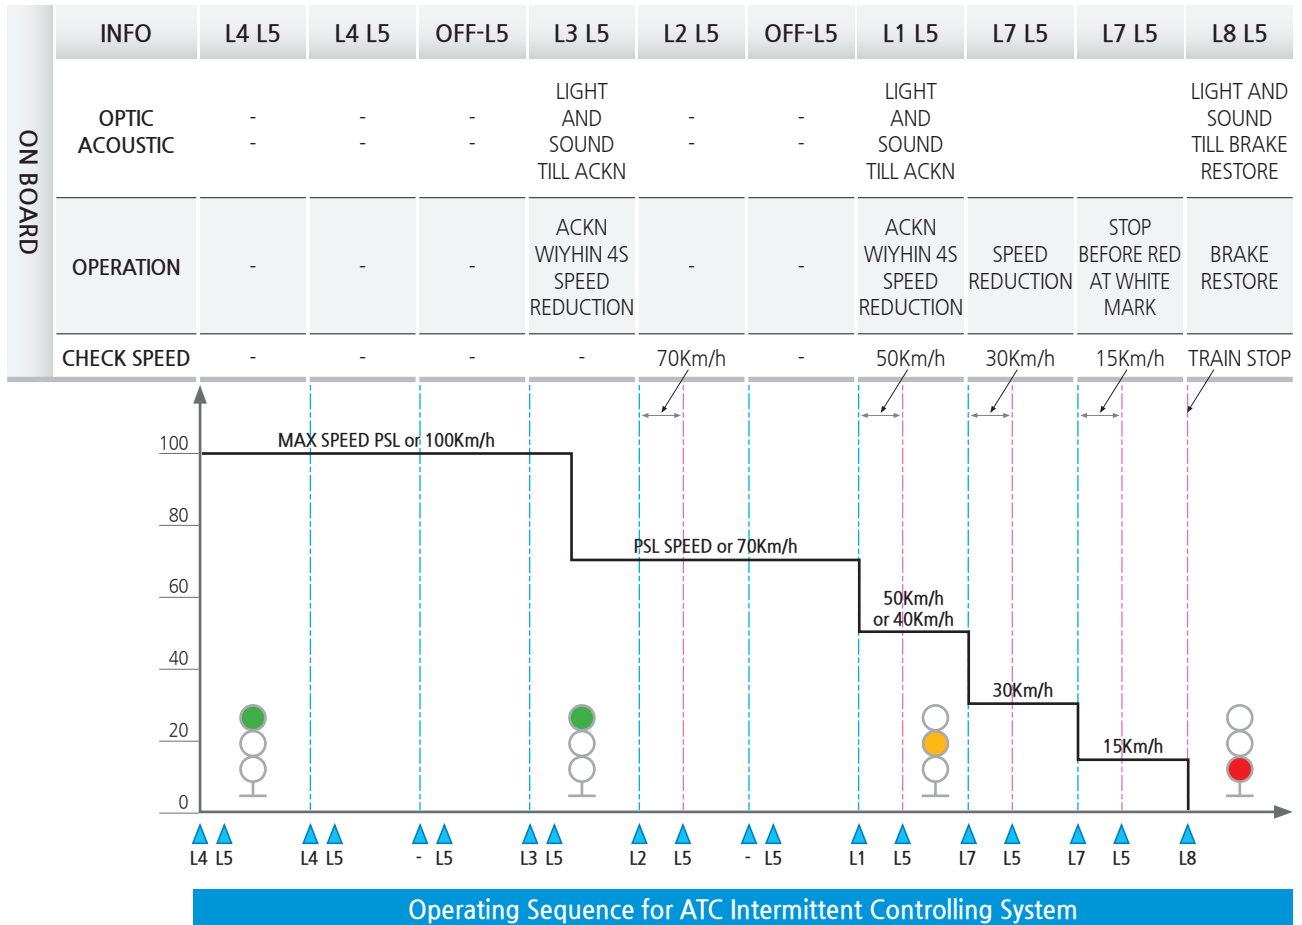 INFO L4 L5 L4 L5 OFF-L5 L3 L5 L2 L5 OFF-L5 L1 L5 L7 L5 L7 L5 L8 L5
ON BOARD
OPTIC
ACOUSTIC
- - -
- - -
LIGHT
AND
SOUND
TILL ACKN
- -
- -
LIGHT
AND
SOUND
TILL ACKN
LIGHT AND
SOUND
TILL BRAKE
RESTORE
OPERATION
- - -
ACKN
WIYHIN 4S
SPEED
REDUCTION
- -
ACKN
WIYHIN 4S
SPEED
REDUCTION
SPEED
REDUCTION
STOP
BEFORE RED
AT WHITE
MARK
BRAKE
RESTORE
CHECK SPEED - - - - 70Km/h - 50Km/h 30Km/h 15Km/h TRAIN STOP
100
MAX SPEED PSL or 100Km/h
80
PSL SPEED or 70Km/h
60
50Km/h
or 40Km/h
40
30Km/h
20
15Km/h
0
L4 L5 L4 L5 - L5 L3 L5 L2 L5 - L5 L1 L5 L7 L5 L7 L5 L8
Operating Sequence for ATC Intermittent Controlling System